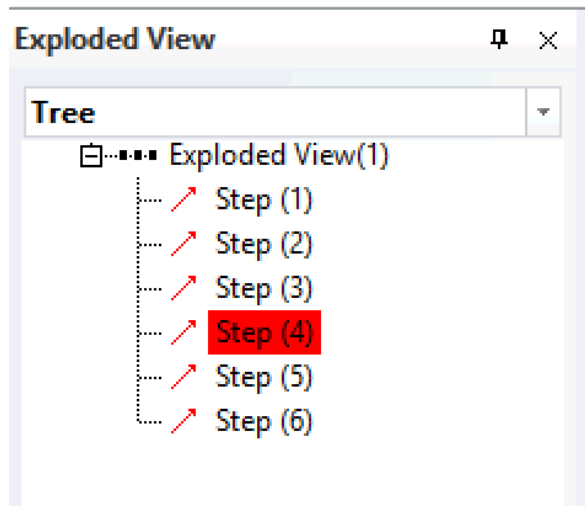 Exploded View
Tree
Exploded View(1)
Step (1)
Step (2)
Step (3)
Step (4)
Step (5)
Step (6)